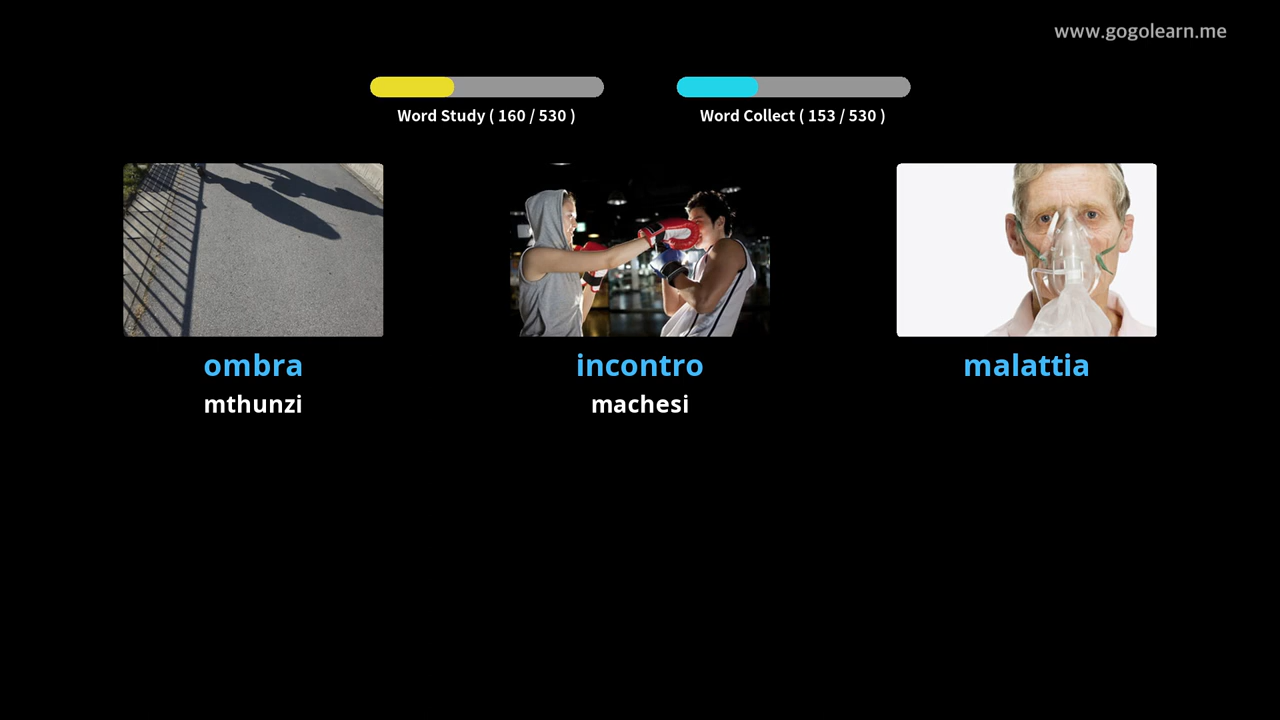 www.gogolearn.me
Word Study ( 160 / 530 )
Word Collect ( 153 / 530 )
ombra
incontro
malattia
mthunzi
machesi